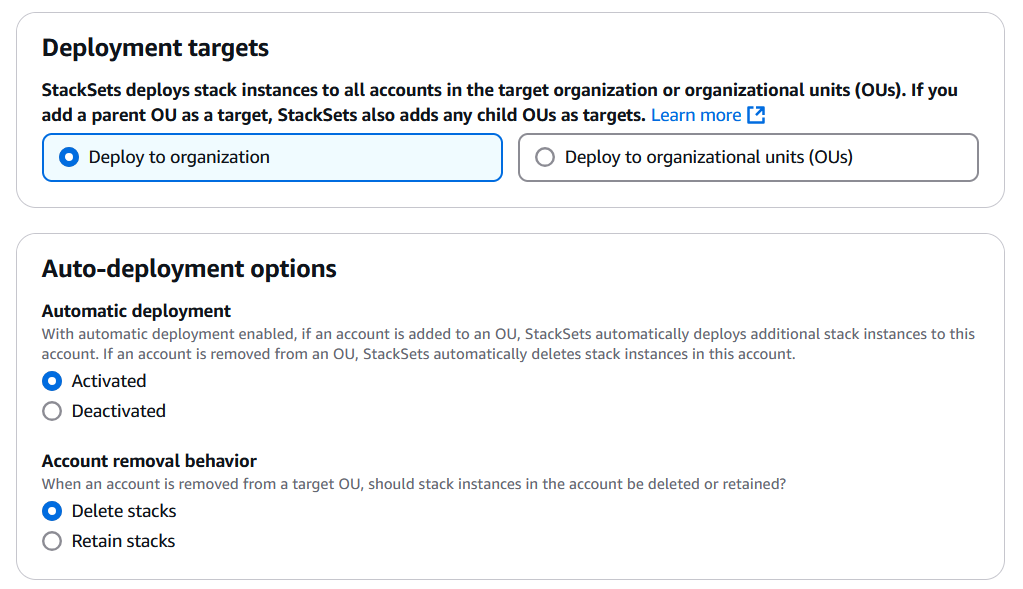 Deployment targets
StackSets deploys stack instances to all accounts in the target organization or organizational units (OUs). If you
add a parent OU as a target, StackSets also adds any child OUs as targets. Learn more
Deploy to organization
Deploy to organizational units (OUs)
Auto-deployment options
Automatic deployment
With automatic deployment enabled, if an account is added to an OU, StackSets automatically deploys additional stack instances to this
account. If an account is removed from an OU, StackSets automatically deletes stack instances in this account.
Activated
Deactivated
Account removal behavior
When an account is removed from a target OU, should stack instances in the account be deleted or retained?
Delete stacks
Retain stacks